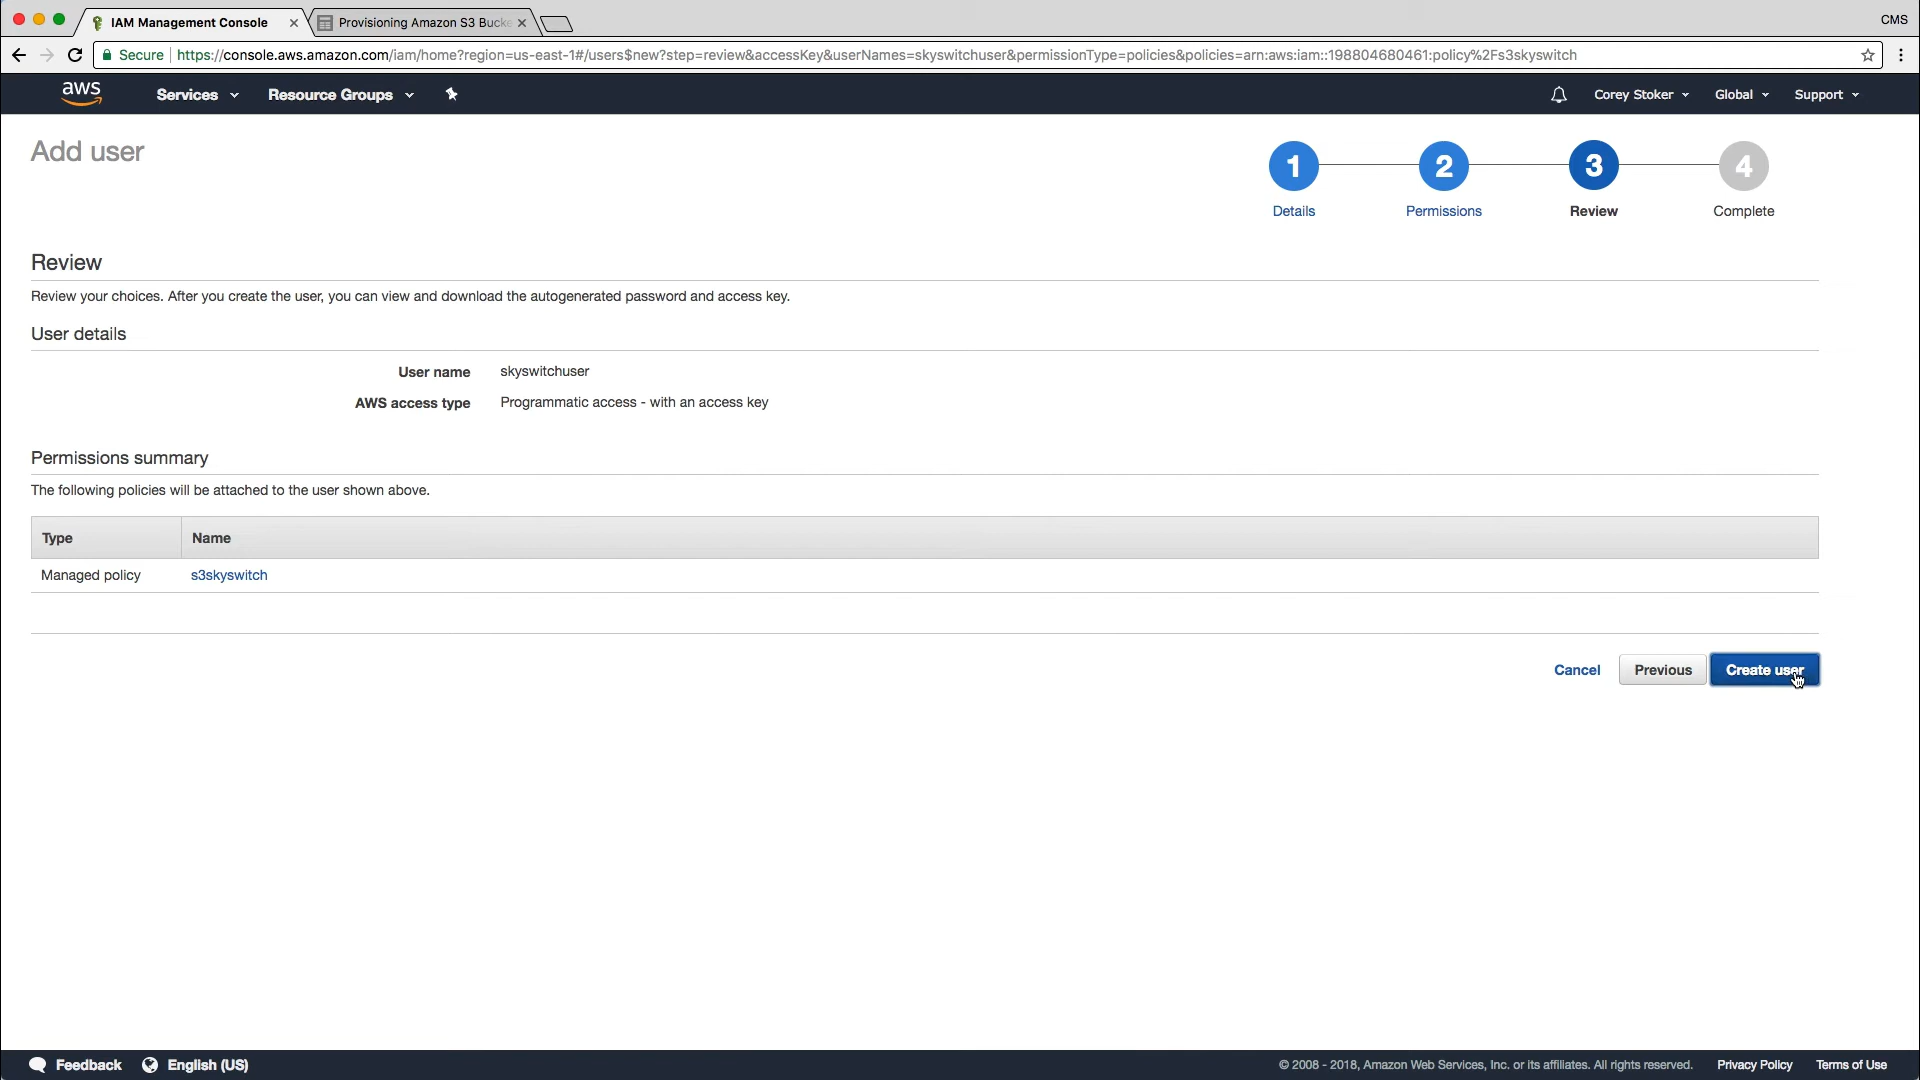 IAM Management Console
Provisioning Amazon S3 Bucke
CMS
Secure
https://console.aws.amazon.com/iam/home?region=us-east-1#/users$new?step=review&accessKey&userNames=skyswitchuser&permissionType=policies&policies=arn:aws:iam::198804680461:policy%2Fs3skyswitch
aws
Services
Resource Groups
Corey Stoker
Global
Support
Add user
1
2
3
4
Details
Permissions
Review
Complete
Review
Review your choices. After you create the user, you can view and download the autogenerated password and access key.
User details
User name skyswitchuser
AWS access type Programmatic access - with an access key
Permissions summary
The following policies will be attached to the user shown above.
Type Name
Managed policy s3skyswitch
Cancel
Previous
Create user
Feedback
English (US)
© 2008 - 2018, Amazon Web Services, Inc. or its affiliates. All rights reserved.
Privacy Policy
Terms of Use